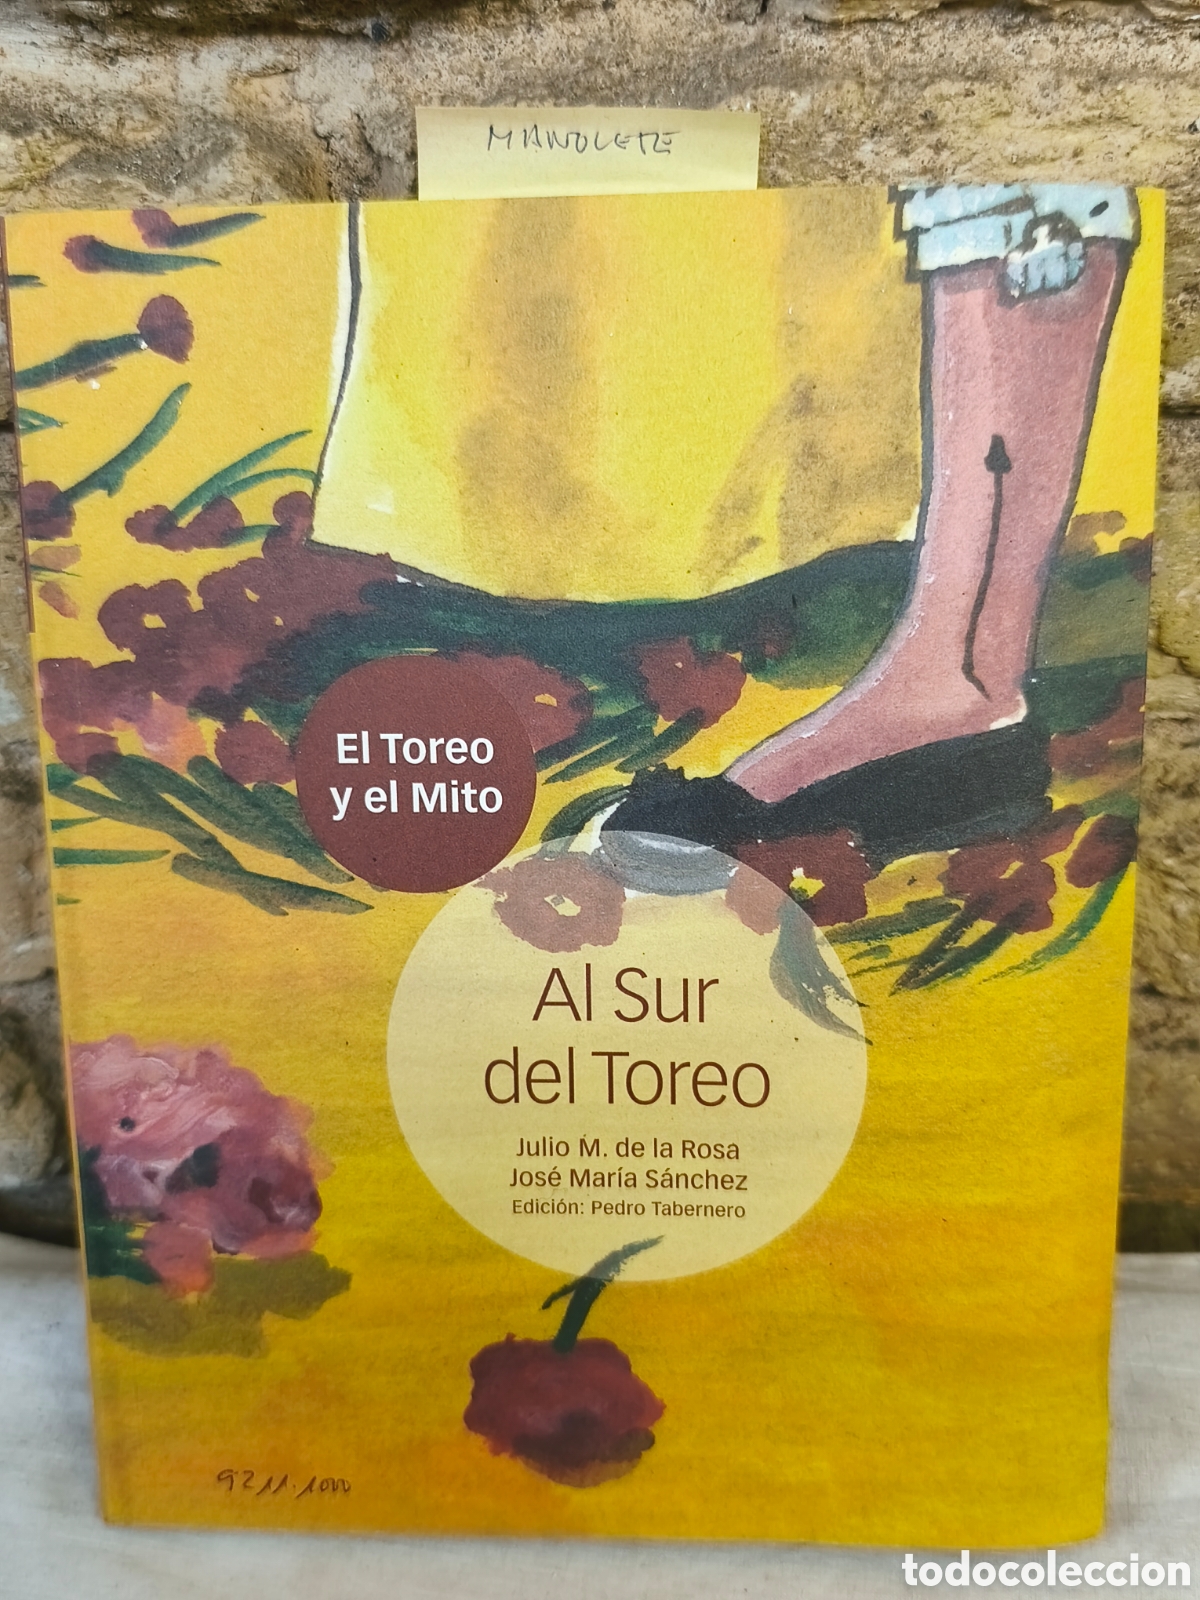 MANOLETE
El Toreo
y el Mito
Al Sur
del Toreo
Julio M. de la Rosa
José María Sánchez
Edición: Pedro Tabernero
todocoleccion